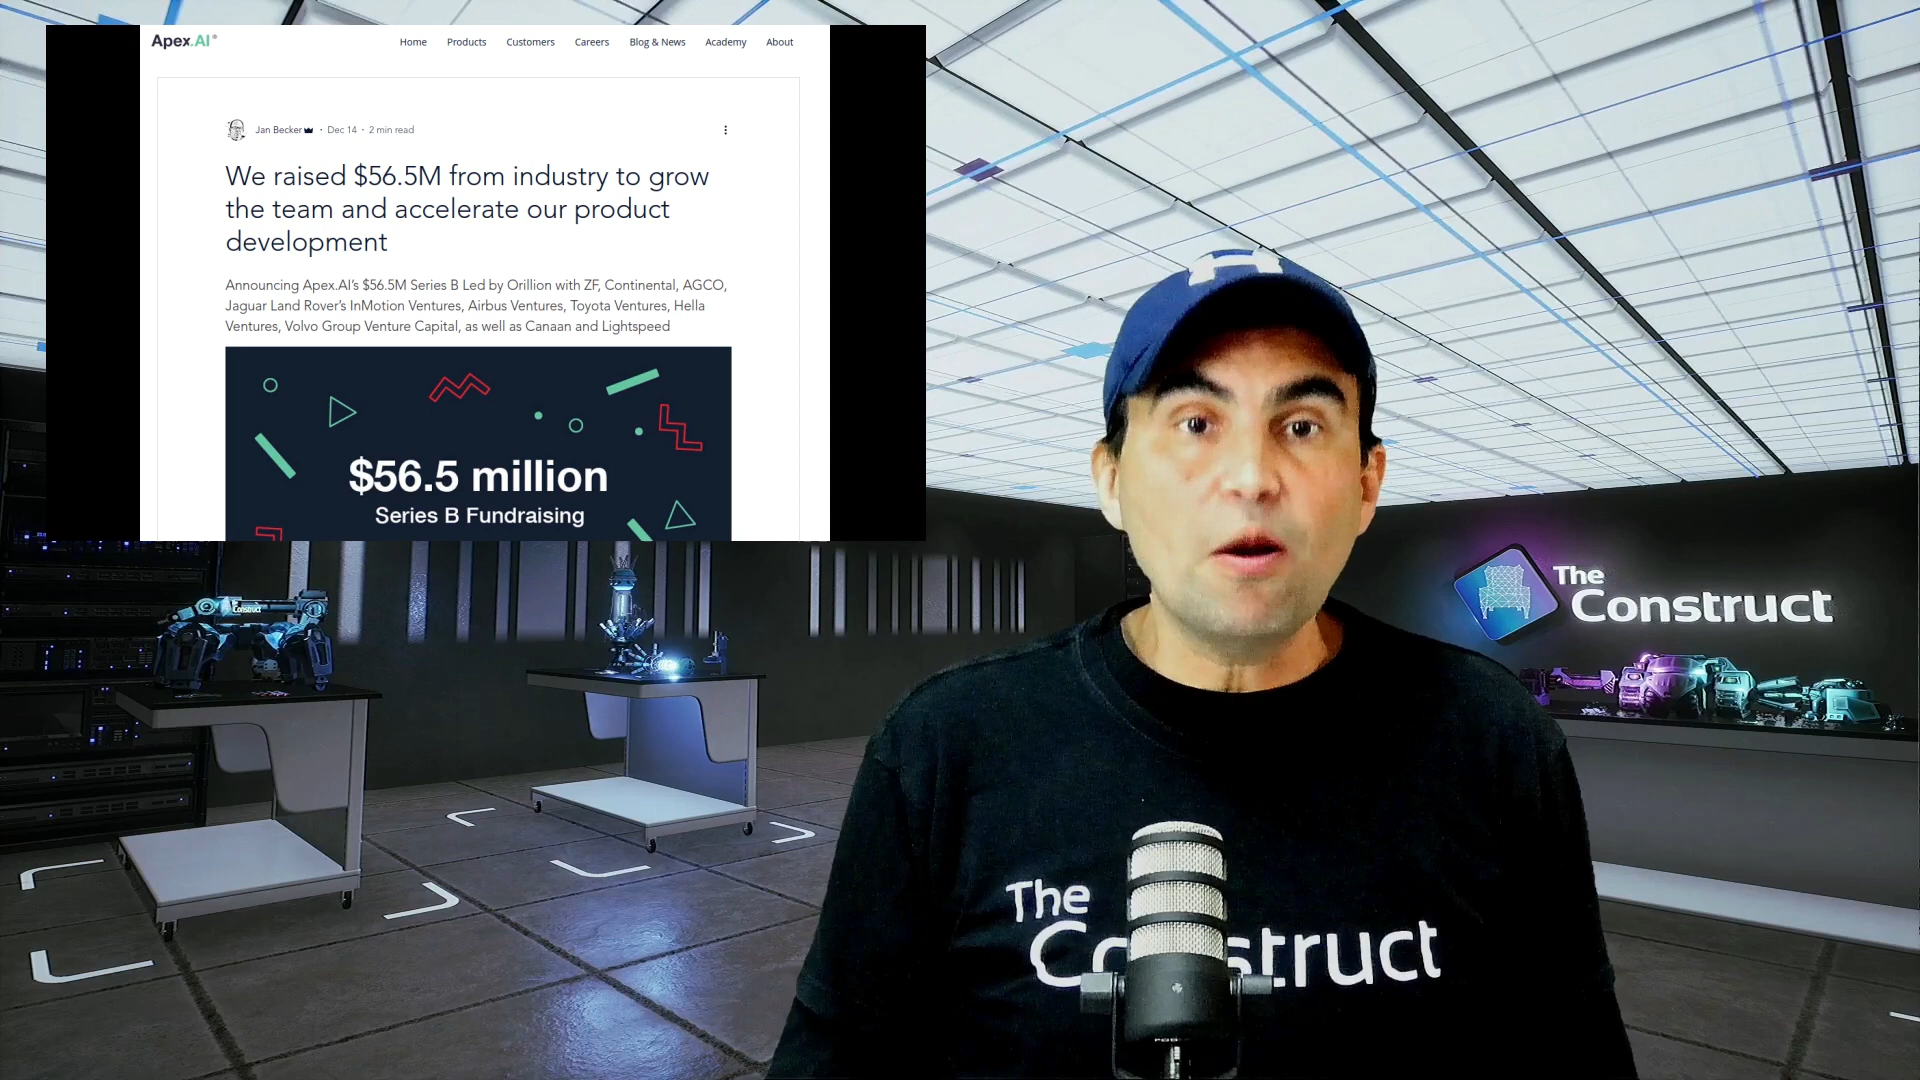 Apex.AI
Home Products Customers Careers Blog & News Academy About
Jan Becker · Dec 14 · 2 min read
We raised $56.5M from industry to grow
the team and accelerate our product
development
Announcing Apex.AI's $56.5M Series B Led by Orillion with ZF, Continental, AGCO,
Jaguar Land Rover's InMotion Ventures, Airbus Ventures, Toyota Ventures, Hella
Ventures, Volvo Group Venture Capital, as well as Canaan and Lightspeed
$56.5 million
Series B Fundraising
The
Construct
The
Construct